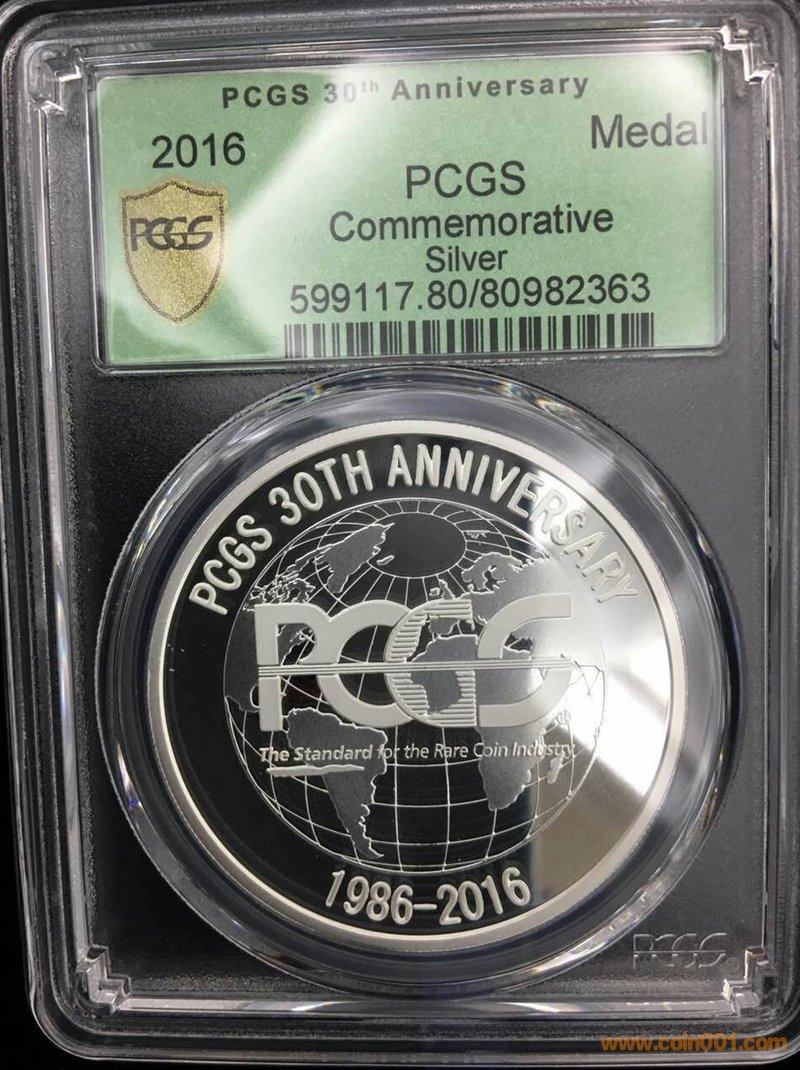 PCGS 30th Anniversary
2016
Medal
PCGS
PCGS
Commemorative
Silver
599117.80/80982363
PCGS 30TH ANNIVERSARY
PCGS
The Standard for the Rare Coin Industry
1986-2016
PCGS
www.coin001.com